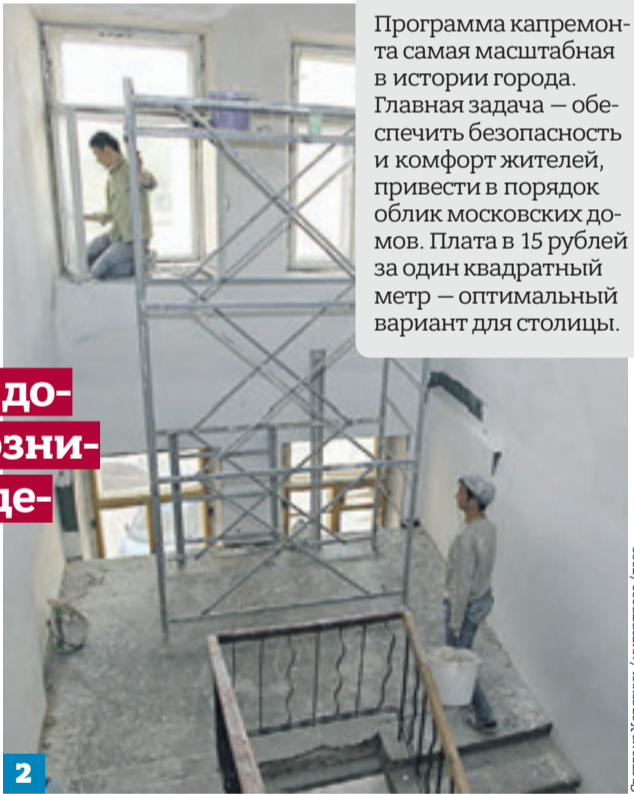 Программа капремон-
та самая масштабная
в истории города.
Главная задача — обе-
спечить безопасность
и комфорт жителей,
привести в порядок
облик московских до-
мов. Плата в 15 рублей
за один квадратный
метр — оптимальный
вариант для столицы.
до-
озни-
де-
2